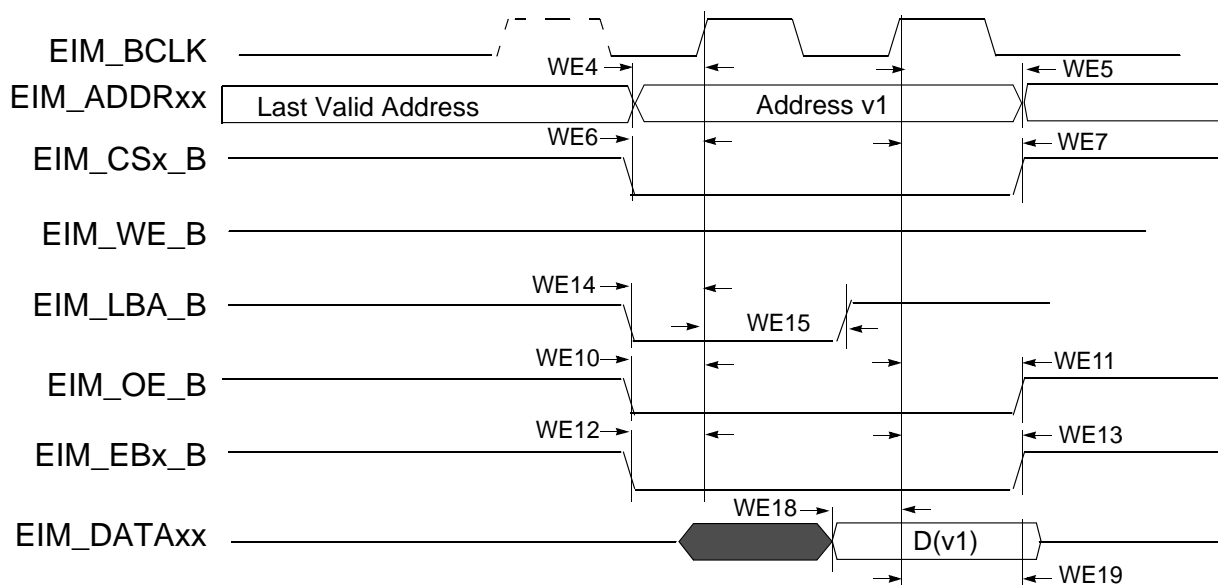 EIM_BCLK
WE4
WE5
EIM_ADDRxx
Last Valid Address
Address v1
WE6
WE7
EIM_CSx_B
EIM_WE_B
WE14
EIM_LBA_B
WE15
WE10
WE11
EIM_OE_B
WE12
WE13
EIM_EBx_B
WE18
EIM_DATAxx
D(v1)
WE19